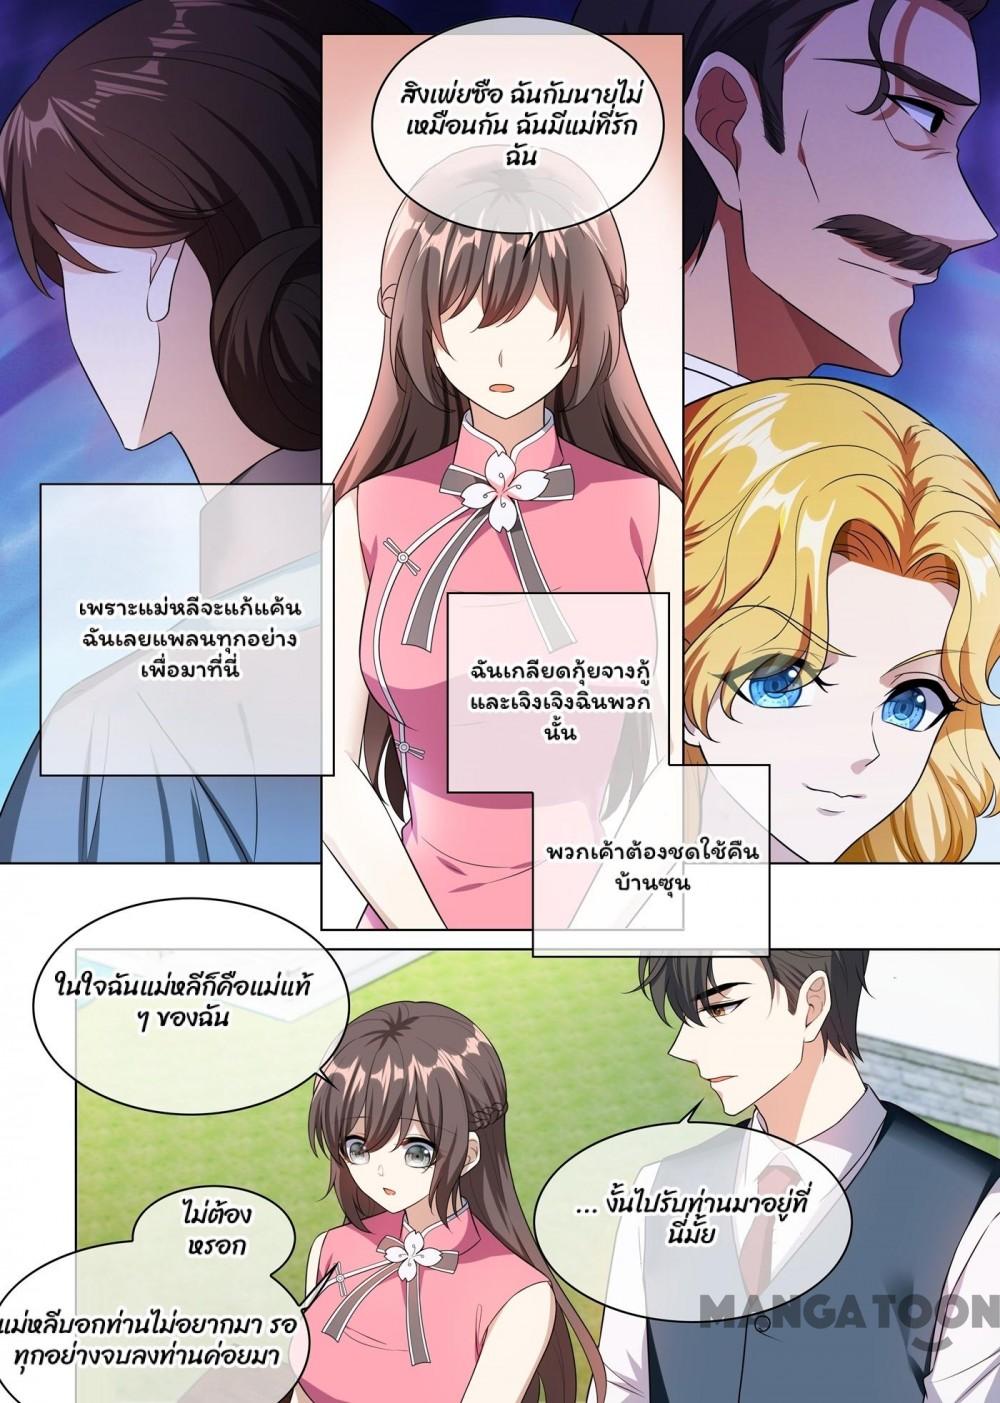 สิงเพ่ยซือ ฉันกับนายไม่
เหมือนกัน ฉันมีแม่ที่รัก
ฉัน
เพราะแม่หลีจะแก้แค้น
ฉันเลยแพลนทุกอย่าง
เพื่อมาที่นี่
ฉันเกลียดกุ้ยจางกู้
และเจิงเจิงฉินพวก
นั้น
พวกเค้าต้องชดใช้คืน
บ้านซุน
ในใจฉันแม่หลีก็คือแม่แท้
ๆ ของฉัน
... งั้นไปรับท่านมาอยู่ที่
นี่มั้ย
ไม่ต้อง
หรอก
แม่หลีบอกท่านไม่อยากมา รอ
ทุกอย่างจบลงท่านค่อยมา
MANGA TOON